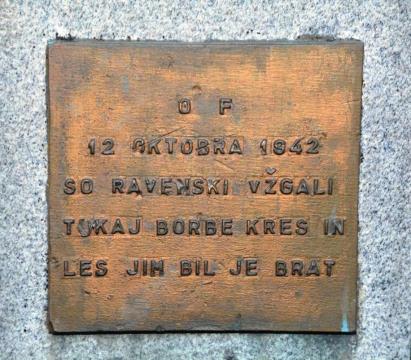 O F
12 OKTOBRA 1942
SO RAVENSKI VŽGALI
TUKAJ BORBE KRES IN
LES JIM BIL JE BRAT